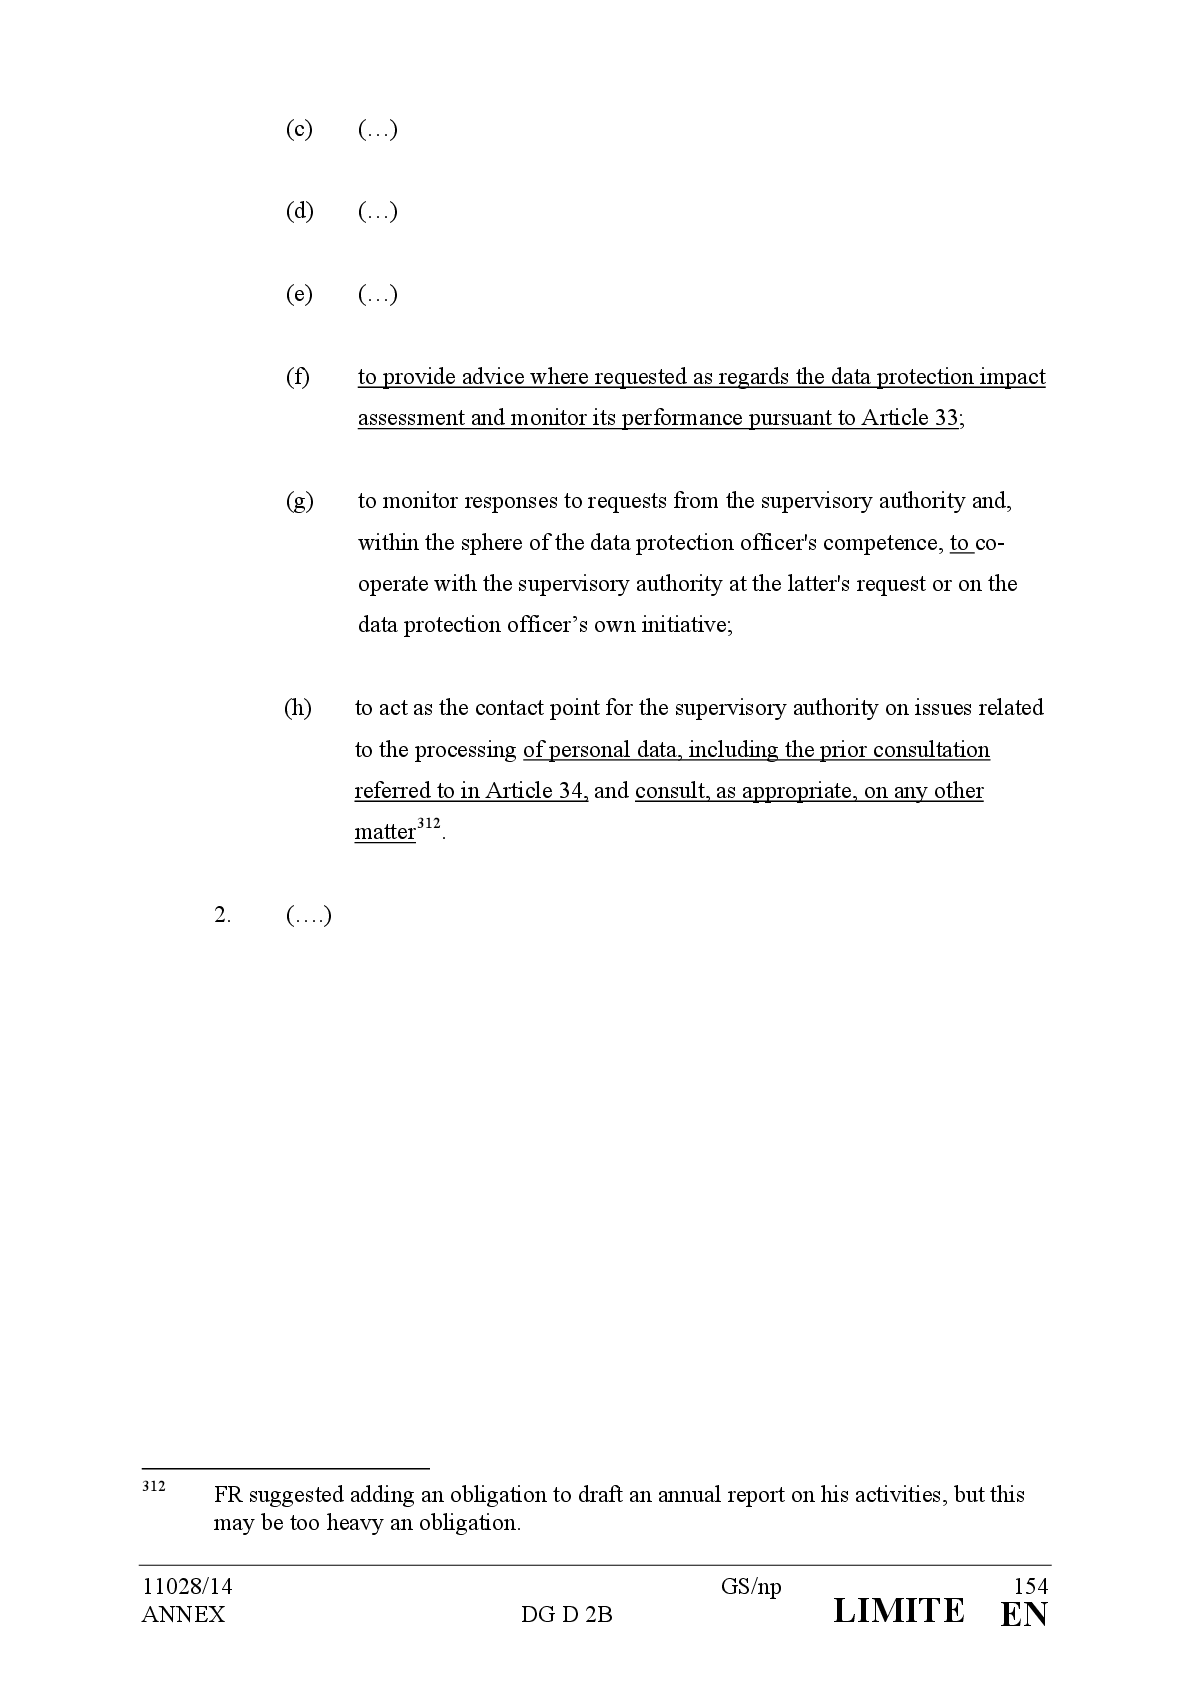 (c) (…)
(d) (…)
(e) (…)
(f) to provide advice where requested as regards the data protection impact
assessment and monitor its performance pursuant to Article 33;
(g) to monitor responses to requests from the supervisory authority and,
within the sphere of the data protection officer's competence, to co-
operate with the supervisory authority at the latter's request or on the
data protection officer’s own initiative;
(h) to act as the contact point for the supervisory authority on issues related
to the processing of personal data, including the prior consultation
referred to in Article 34, and consult, as appropriate, on any other
matter312.
2. (….)
312 FR suggested adding an obligation to draft an annual report on his activities, but this
may be too heavy an obligation.
11028/14 GS/np 154
ANNEX DG D 2B LIMITE EN